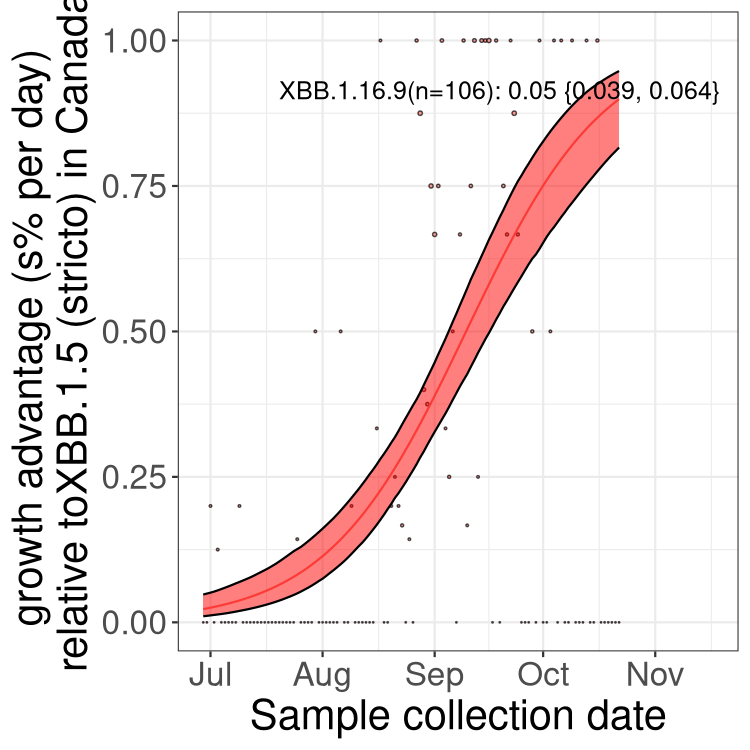 growth advantage (s% per day)
relative toXBB.1.5 (stricto) in Canada
1.00
0.75
0.50
0.25
0.00
XBB.1.16.9(n=106): 0.05 {0.039, 0.064}
Jul Aug Sep Oct Nov
Sample collection date